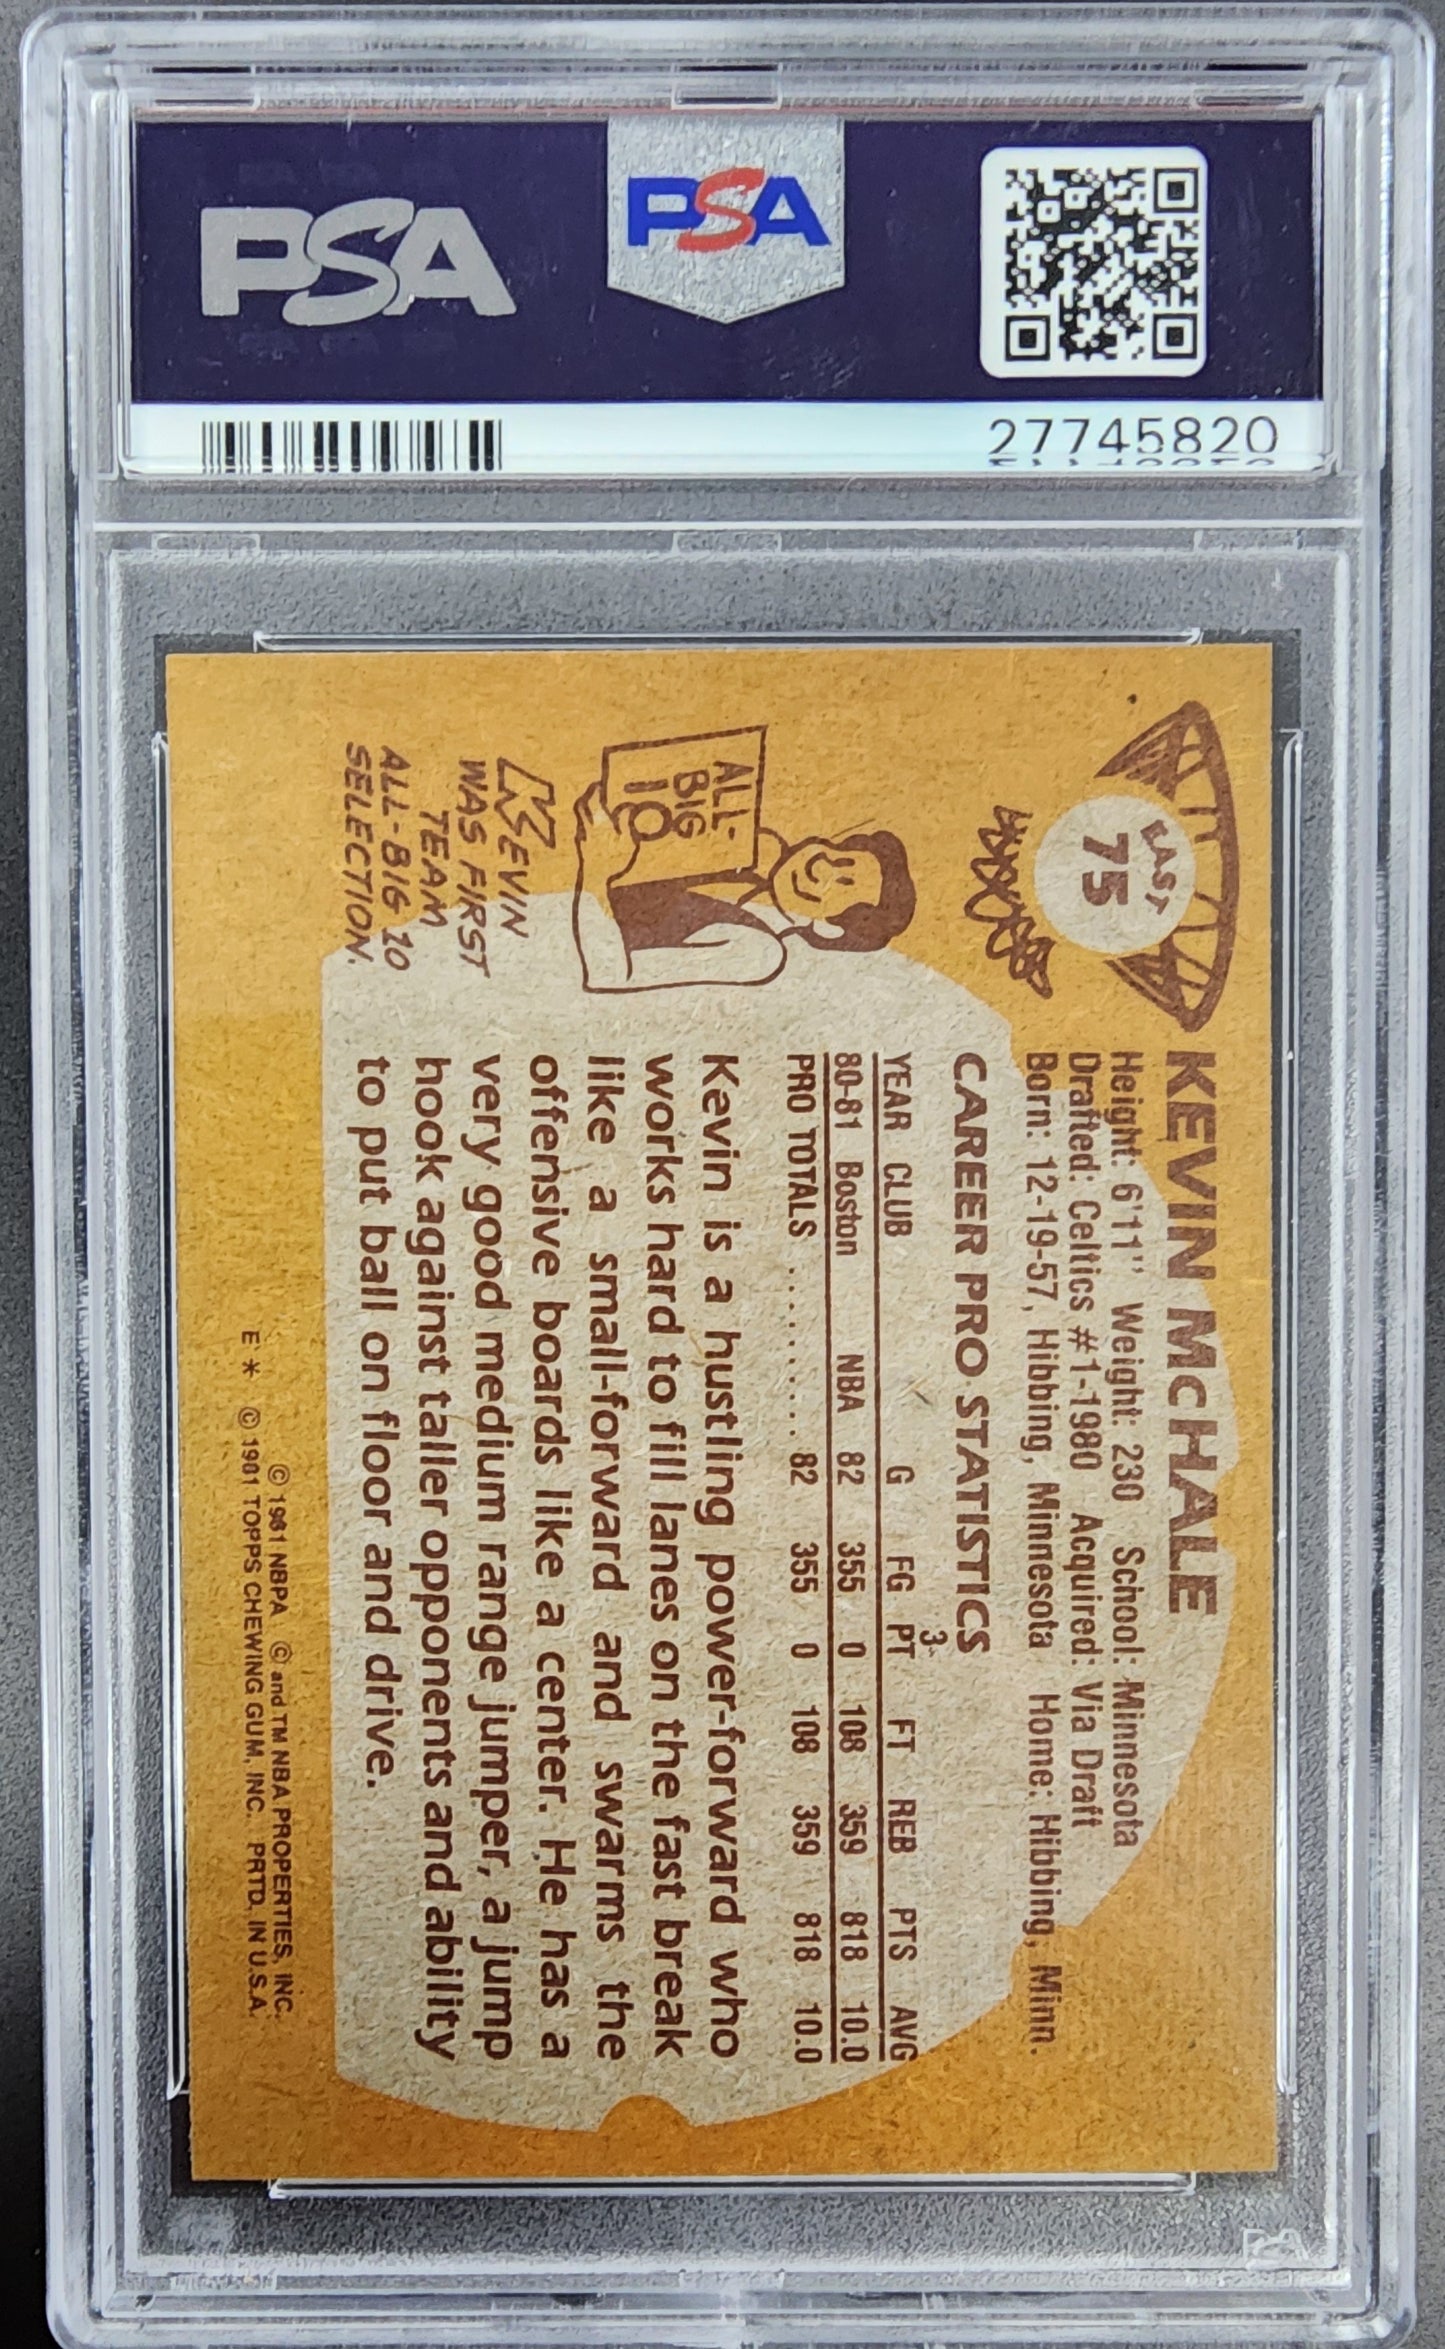 PSA
PSA
27745820
EAST
75
KEVIN McHALE
Height: 6'11" Weight: 230 School: Minnesota
Drafted: Celtics #1-1980 Acquired: Via Draft
Born: 12-19-57, Hibbing, Minnesota Home: Hibbing, Minn.
CAREER PRO STATISTICS
YEAR CLUB G FG 3-PT FT REB PTS AVG
80-81 Boston NBA 82 355 0 108 359 818 10.0
PRO TOTALS .......... 82 355 0 108 359 818 10.0
Kevin is a hustling power-forward who
works hard to fill lanes on the fast break
like a small-forward and swarms the
offensive boards like a center. He has a
very good medium range jumper, a jump
hook against taller opponents and ability
to put ball on floor and drive.
ALL-
BIG
10
KEVIN
WAS FIRST
TEAM
ALL-BIG 10
SELECTION.
© 1981 NBPA © and TM NBA PROPERTIES, INC.
E * © 1981 TOPPS CHEWING GUM, INC. PRTD. IN U.S.A.
PSA